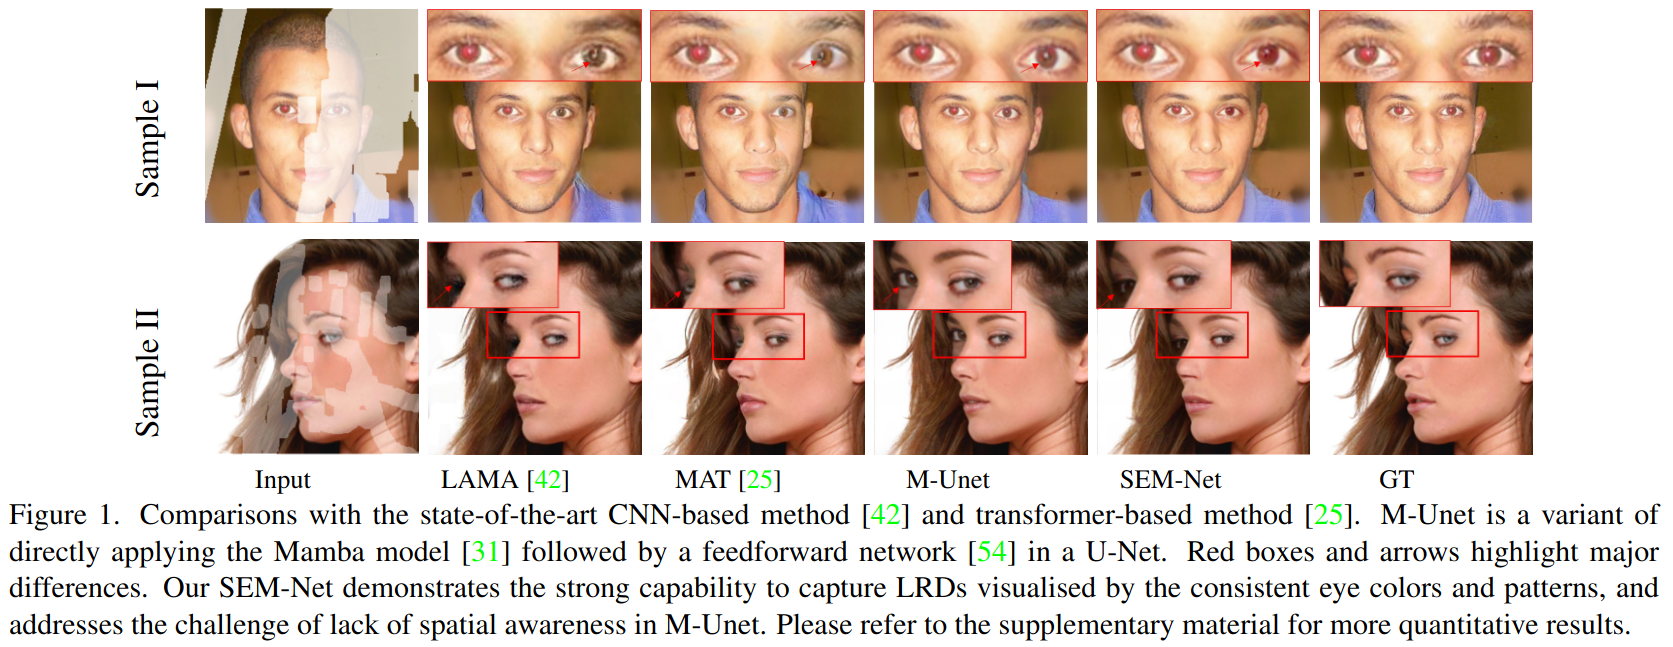 Sample I
Sample II
Input
LAMA [42]
MAT [25]
M-Unet
SEM-Net
GT
Figure 1. Comparisons with the state-of-the-art CNN-based method [42] and transformer-based method [25]. M-Unet is a variant of
directly applying the Mamba model [31] followed by a feedforward network [54] in a U-Net. Red boxes and arrows highlight major
differences. Our SEM-Net demonstrates the strong capability to capture LRDs visualised by the consistent eye colors and patterns, and
addresses the challenge of lack of spatial awareness in M-Unet. Please refer to the supplementary material for more quantitative results.